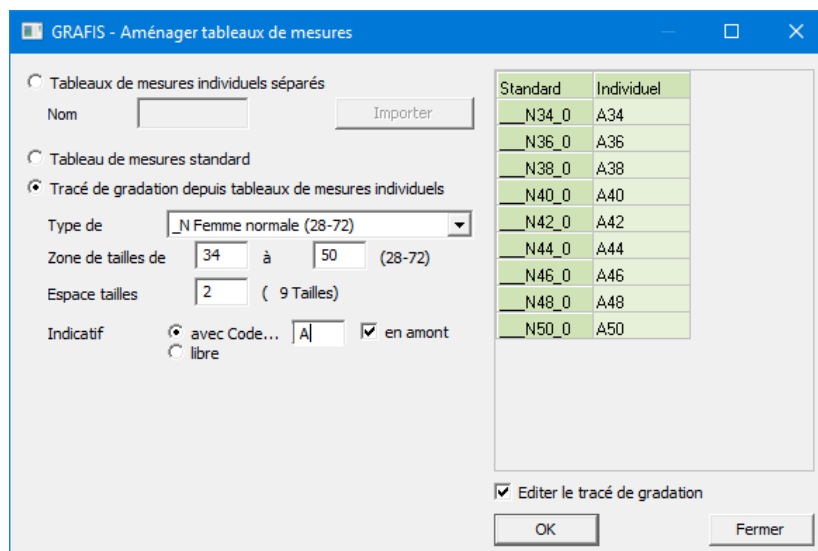 GRAFIS - Aménager tableaux de mesures
Tableaux de mesures individuels séparés
Nom Importer
Tableau de mesures standard
Tracé de gradation depuis tableaux de mesures individuels
Type de _N Femme normale (28-72)
Zone de tailles de 34 à 50 (28-72)
Espace tailles 2 ( 9 Tailles)
Indicatif avec Code... A en amont
libre
Standard Individuel
___N34_0 A34
___N36_0 A36
___N38_0 A38
___N40_0 A40
___N42_0 A42
___N44_0 A44
___N46_0 A46
___N48_0 A48
___N50_0 A50
Editer le tracé de gradation
OK Fermer